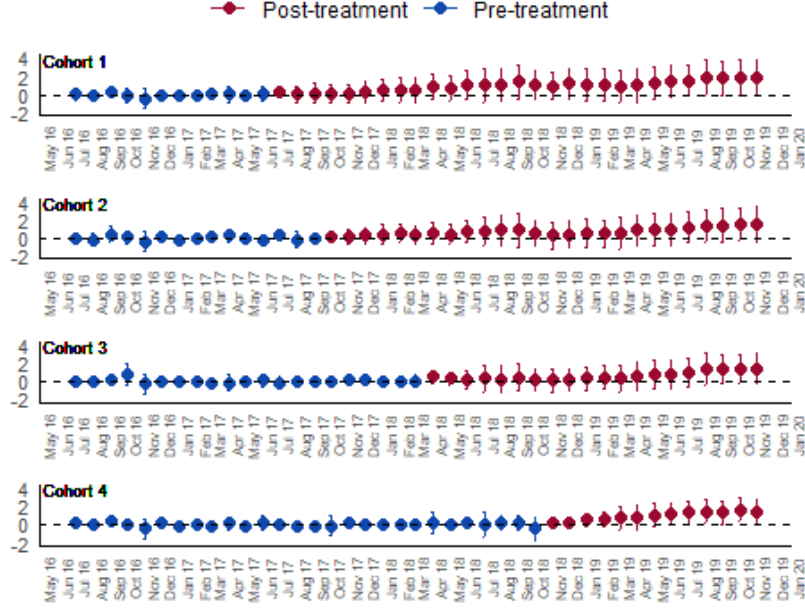 Post-treatment Pre-treatment
Cohort 1
4
2
0
-2
May 16 Jun 16 Jul 16 Aug 16 Sep 16 Oct 16 Nov 16 Dec 16 Jan 17 Feb 17 Mar 17 Apr 17 May 17 Jun 17 Jul 17 Aug 17 Sep 17 Oct 17 Nov 17 Dec 17 Jan 18 Feb 18 Mar 18 Apr 18 May 18 Jun 18 Jul 18 Aug 18 Sep 18 Oct 18 Nov 18 Dec 18 Jan 19 Feb 19 Mar 19 Apr 19 May 19 Jun 19 Jul 19 Aug 19 Sep 19 Oct 19 Nov 19 Dec 19 Jan 20
Cohort 2
4
2
0
-2
May 16 Jun 16 Jul 16 Aug 16 Sep 16 Oct 16 Nov 16 Dec 16 Jan 17 Feb 17 Mar 17 Apr 17 May 17 Jun 17 Jul 17 Aug 17 Sep 17 Oct 17 Nov 17 Dec 17 Jan 18 Feb 18 Mar 18 Apr 18 May 18 Jun 18 Jul 18 Aug 18 Sep 18 Oct 18 Nov 18 Dec 18 Jan 19 Feb 19 Mar 19 Apr 19 May 19 Jun 19 Jul 19 Aug 19 Sep 19 Oct 19 Nov 19 Dec 19 Jan 20
Cohort 3
4
2
0
-2
May 16 Jun 16 Jul 16 Aug 16 Sep 16 Oct 16 Nov 16 Dec 16 Jan 17 Feb 17 Mar 17 Apr 17 May 17 Jun 17 Jul 17 Aug 17 Sep 17 Oct 17 Nov 17 Dec 17 Jan 18 Feb 18 Mar 18 Apr 18 May 18 Jun 18 Jul 18 Aug 18 Sep 18 Oct 18 Nov 18 Dec 18 Jan 19 Feb 19 Mar 19 Apr 19 May 19 Jun 19 Jul 19 Aug 19 Sep 19 Oct 19 Nov 19 Dec 19 Jan 20
Cohort 4
4
2
0
-2
May 16 Jun 16 Jul 16 Aug 16 Sep 16 Oct 16 Nov 16 Dec 16 Jan 17 Feb 17 Mar 17 Apr 17 May 17 Jun 17 Jul 17 Aug 17 Sep 17 Oct 17 Nov 17 Dec 17 Jan 18 Feb 18 Mar 18 Apr 18 May 18 Jun 18 Jul 18 Aug 18 Sep 18 Oct 18 Nov 18 Dec 18 Jan 19 Feb 19 Mar 19 Apr 19 May 19 Jun 19 Jul 19 Aug 19 Sep 19 Oct 19 Nov 19 Dec 19 Jan 20